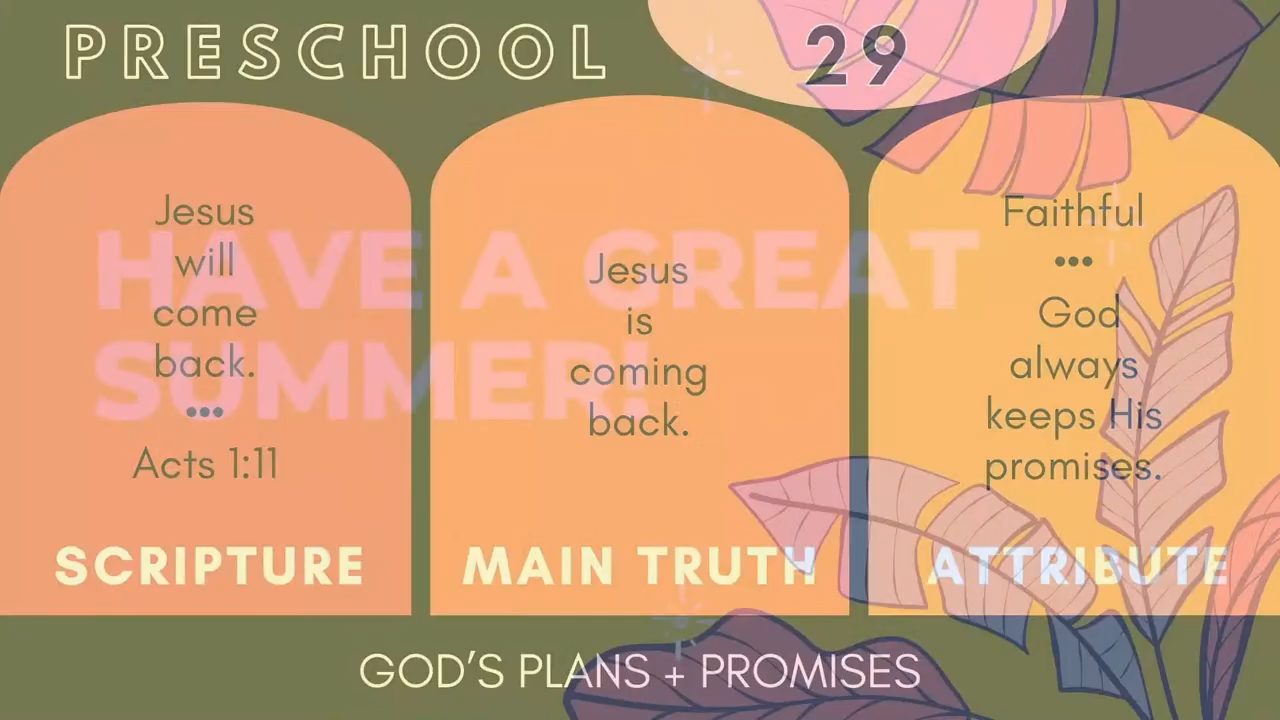 PRESCHOOL
29
Jesus
will
come
back.
•••
Acts 1:11
SCRIPTURE
Jesus
is
coming
back.
MAIN TRUTH
Faithful
•••
God
always
keeps His
promises.
ATTRIBUTE
HAVE A GREAT
SUMMER!
GOD'S PLANS + PROMISES